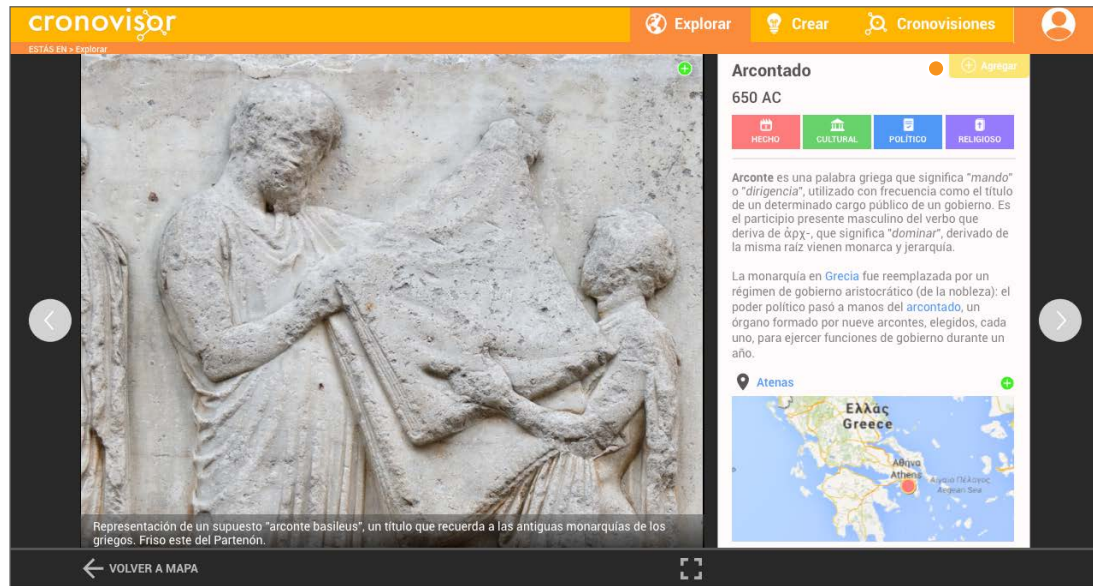 cronovisor
Explorar
Crear
Cronovisiones
ESTÁS EN » Explorar
Arcontado
Agregar
650 AC
HECHO
CULTURAL
POLÍTICO
RELIGIOSO
Arconte es una palabra griega que significa "mando"
o "dirigencia", utilizado con frecuencia como el título
de un determinado cargo público de un gobierno. Es
el participio presente masculino del verbo que
deriva de ἀρχ-, que significa "dominar", derivado de
la misma raíz vienen monarca y jerarquía.
La monarquía en Grecia fue reemplazada por un
régimen de gobierno aristocrático (de la nobleza): el
poder político pasó a manos del arcontado, un
órgano formado por nueve arcontes, elegidos, cada
uno, para ejercer funciones de gobierno durante un
año.
Atenas
Ελλάς
Greece
Αθήνα
Athens
Αιγαίο Πέλαγος
Aegean Sea
Representación de un supuesto "arconte basileus", un título que recuerda a las antiguas monarquías de los
griegos. Friso este del Partenón.
VOLVER A MAPA